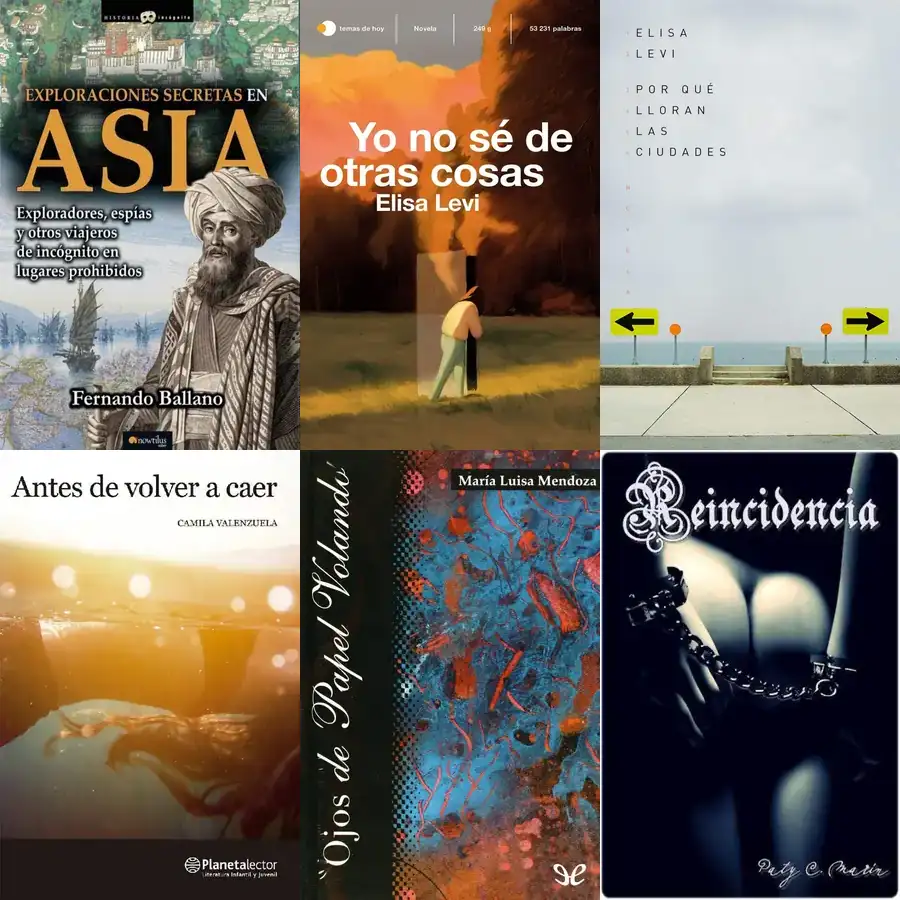 HISTORIA incógnita
EXPLORACIONES SECRETAS EN
ASIA
Exploradores, espías
y otros viajeros
de incógnito en
lugares prohibidos
Fernando Ballano
nowtilus
temas de hoy
Novela
249 g
53 231 palabras
Yo no sé de
otras cosas
Elisa Levi
ELISA
LEVI
POR QUÉ
LLORAN
LAS
CIUDADES
Antes de volver a caer
CAMILA VALENZUELA
Planetalector
Literatura Infantil y Juvenil
María Luisa Mendoza
"Ojos de Papel Volando"
Reincidencia
Paty C. Marín